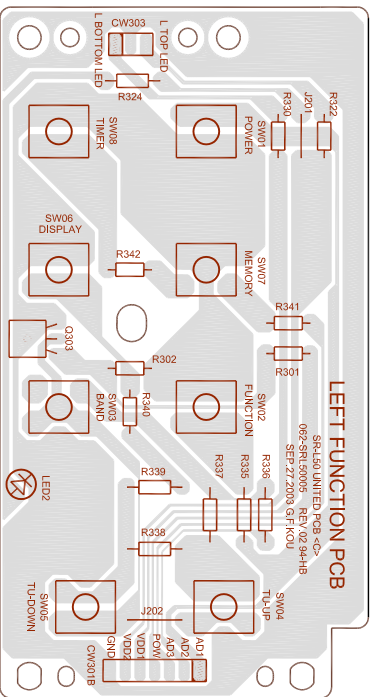 L BOTTOM LED
CW303
L TOP LED
R324
R330
J201
R322
SW08
TIMER
SW01
POWER
SW06
DISPLAY
R342
SW07
MEMORY
Q303
R341
R302
R301
SW03
BAND
R340
SW02
FUNCTION
LEFT FUNCTION PCB
SR-L50 UNITED PCB <C>
062-SRL50005 REV.02 94-HB
SEP.27.2003 G.F.KOU
R339
R337
R335
R336
LED2
R338
SW05
TU-DOWN
J202
SW04
TU-UP
CW301B
GND
VDD2
VDD1
POW
AD3
AD2
AD1